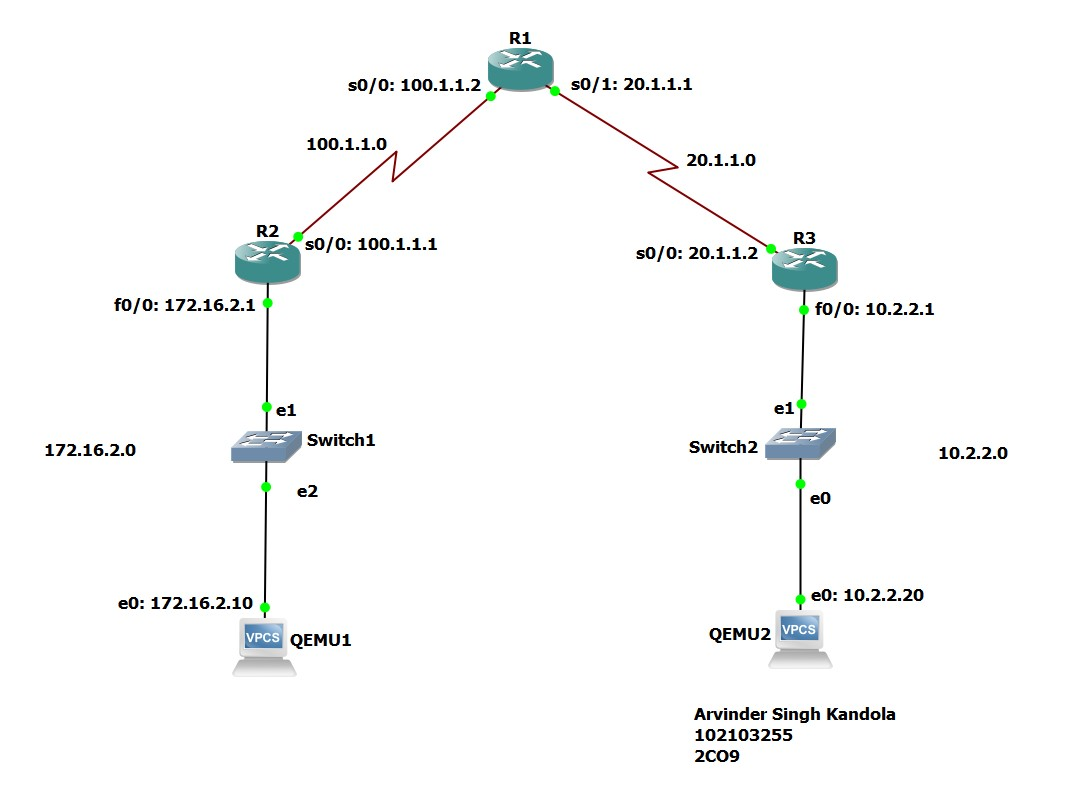 R1
s0/0: 100.1.1.2
s0/1: 20.1.1.1
100.1.1.0
20.1.1.0
R2
s0/0: 100.1.1.1
R3
s0/0: 20.1.1.2
f0/0: 172.16.2.1
f0/0: 10.2.2.1
e1
e1
Switch1
Switch2
172.16.2.0
10.2.2.0
e2
e0
e0: 172.16.2.10
e0: 10.2.2.20
VPCS
QEMU1
QEMU2
VPCS
Arvinder Singh Kandola
102103255
2CO9